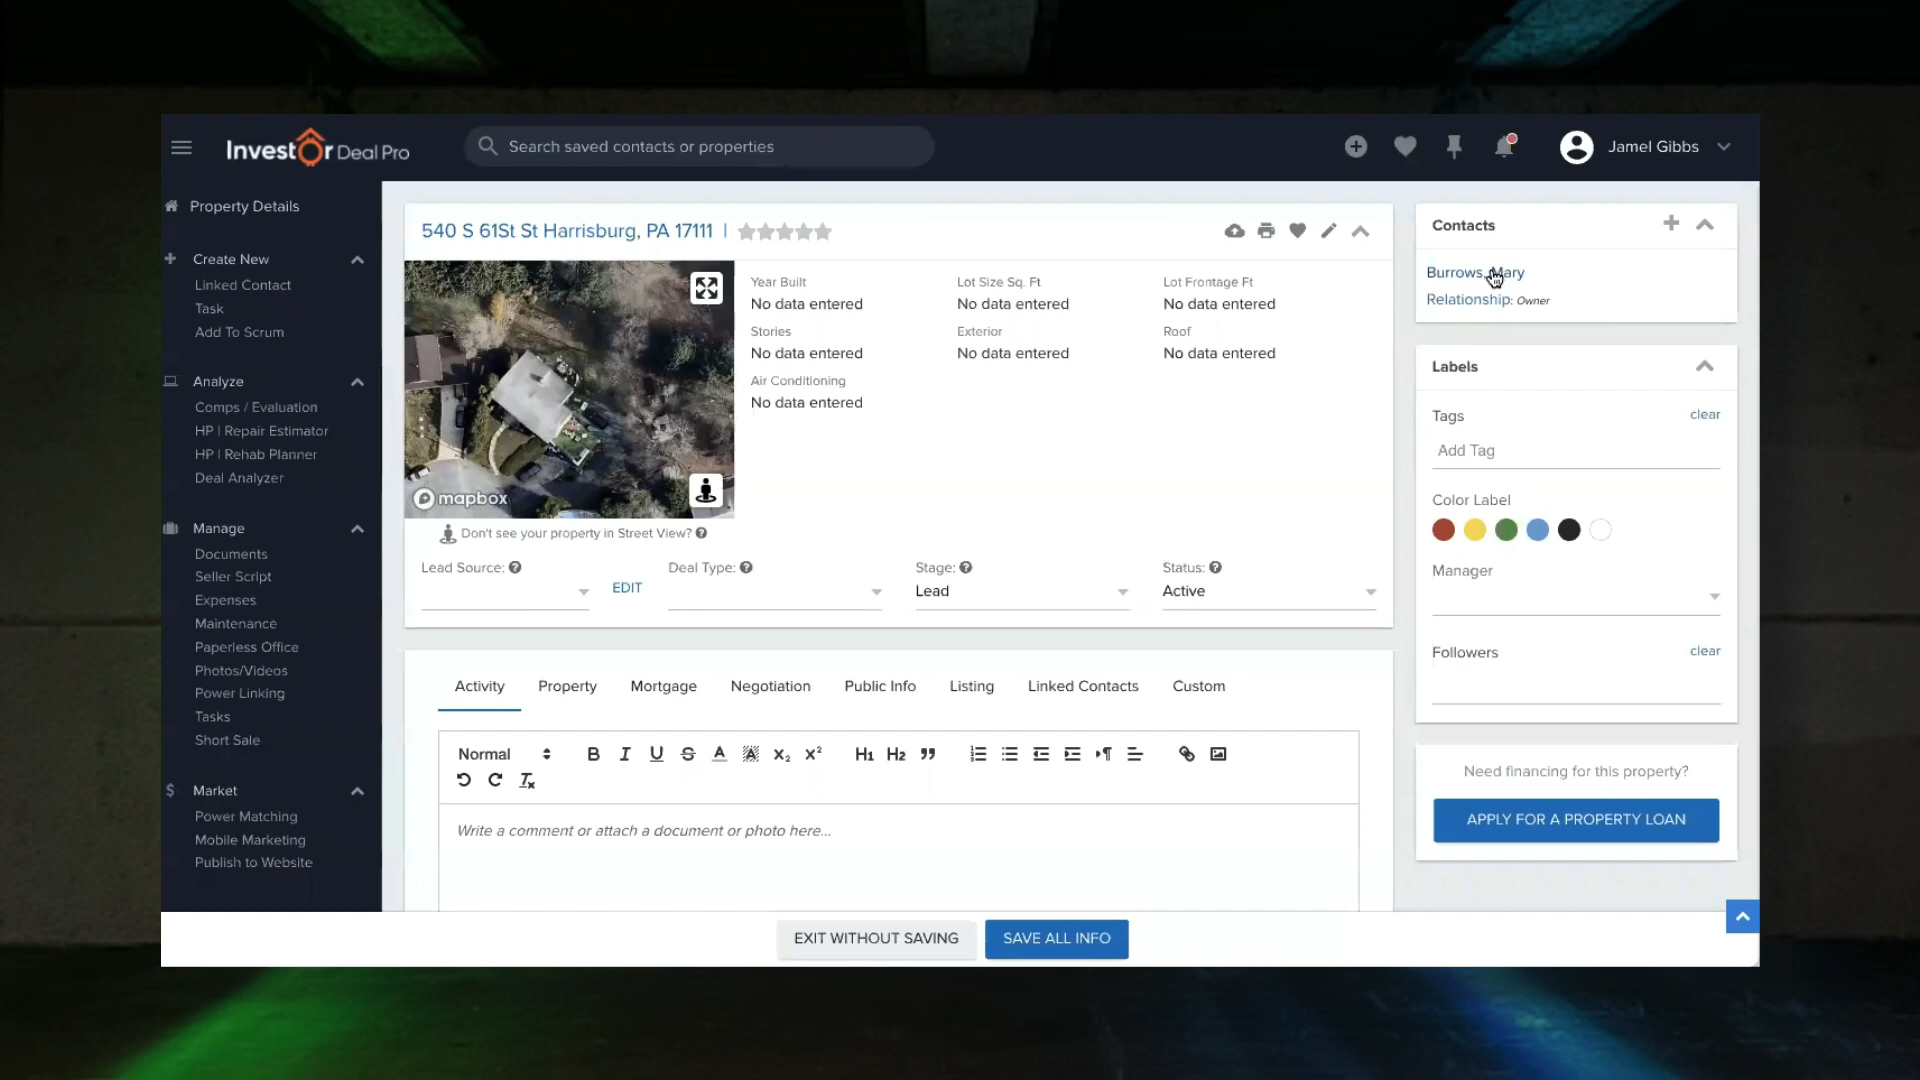 InvestOr Deal Pro
Search saved contacts or properties
Jamel Gibbs
Property Details
Create New
Linked Contact
Task
Add To Scrum
Analyze
Comps / Evaluation
HP | Repair Estimator
HP | Rehab Planner
Deal Analyzer
Manage
Documents
Seller Script
Expenses
Maintenance
Paperless Office
Photos/Videos
Power Linking
Tasks
Short Sale
Market
Power Matching
Mobile Marketing
Publish to Website
540 S 61St St Harrisburg, PA 17111 |
Year Built
No data entered
Lot Size Sq. Ft
No data entered
Lot Frontage Ft
No data entered
Stories
No data entered
Exterior
No data entered
Roof
No data entered
Air Conditioning
No data entered
mapbox
Don't see your property in Street View?
Lead Source:
EDIT
Deal Type:
Stage:
Lead
Status:
Active
Activity Property Mortgage Negotiation Public Info Listing Linked Contacts Custom
Normal B I U S A A X₂ X² H1 H2
Tx
Write a comment or attach a document or photo here...
Contacts
Burrows, Mary
Relationship: Owner
Labels
Tags clear
Add Tag
Color Label
Manager
Followers clear
Need financing for this property?
APPLY FOR A PROPERTY LOAN
EXIT WITHOUT SAVING SAVE ALL INFO